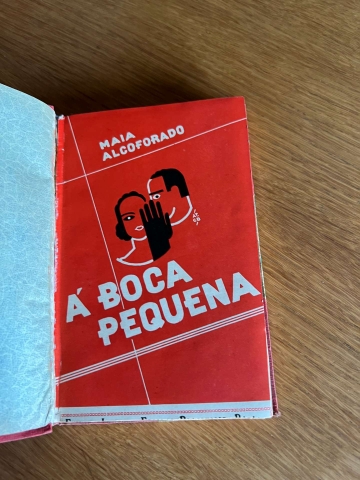 MAIA
ALCOFORADO
Á BOCA
PEQUENA